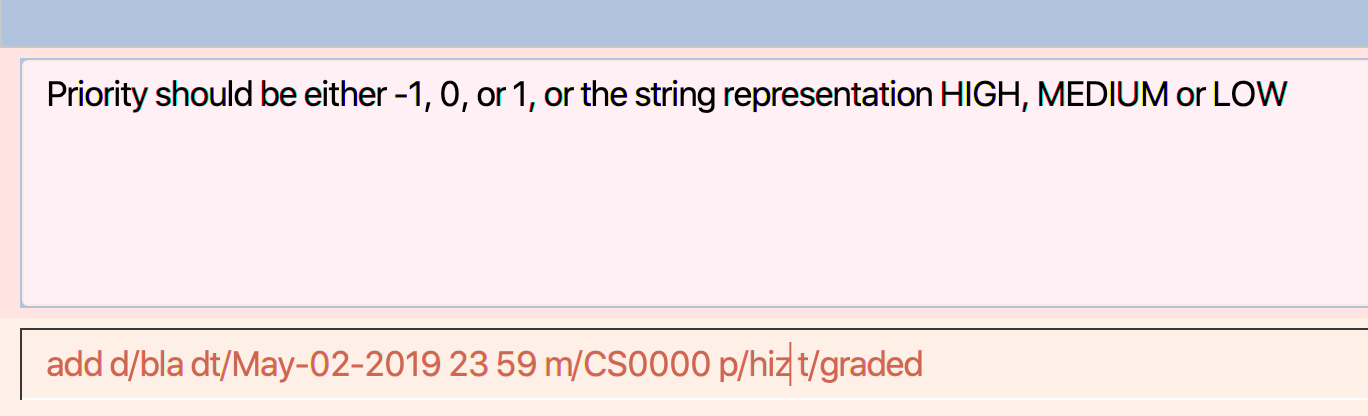 Priority should be either -1, 0, or 1, or the string representation HIGH, MEDIUM or LOW
add d/bla dt/May-02-2019 23 59 m/CS0000 p/hiz t/graded